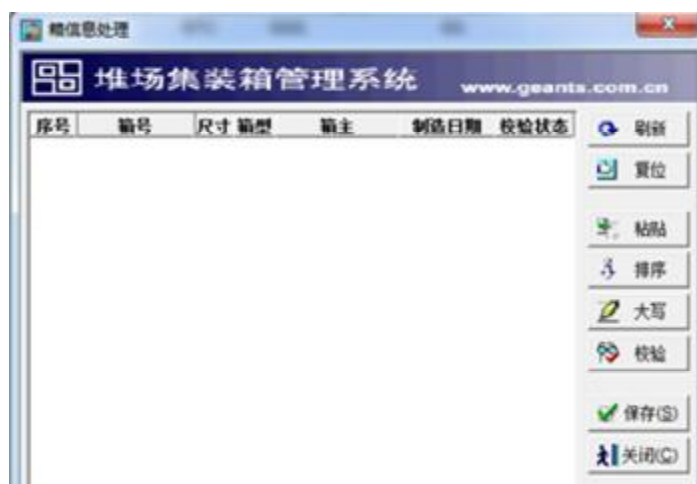 箱信息处理
堆场集装箱管理系统 www.geants.com.cn
序号 箱号 尺寸 箱型 箱主 制造日期 校验状态
刷新
复位
粘贴
排序
大写
校验
保存(S)
关闭(C)